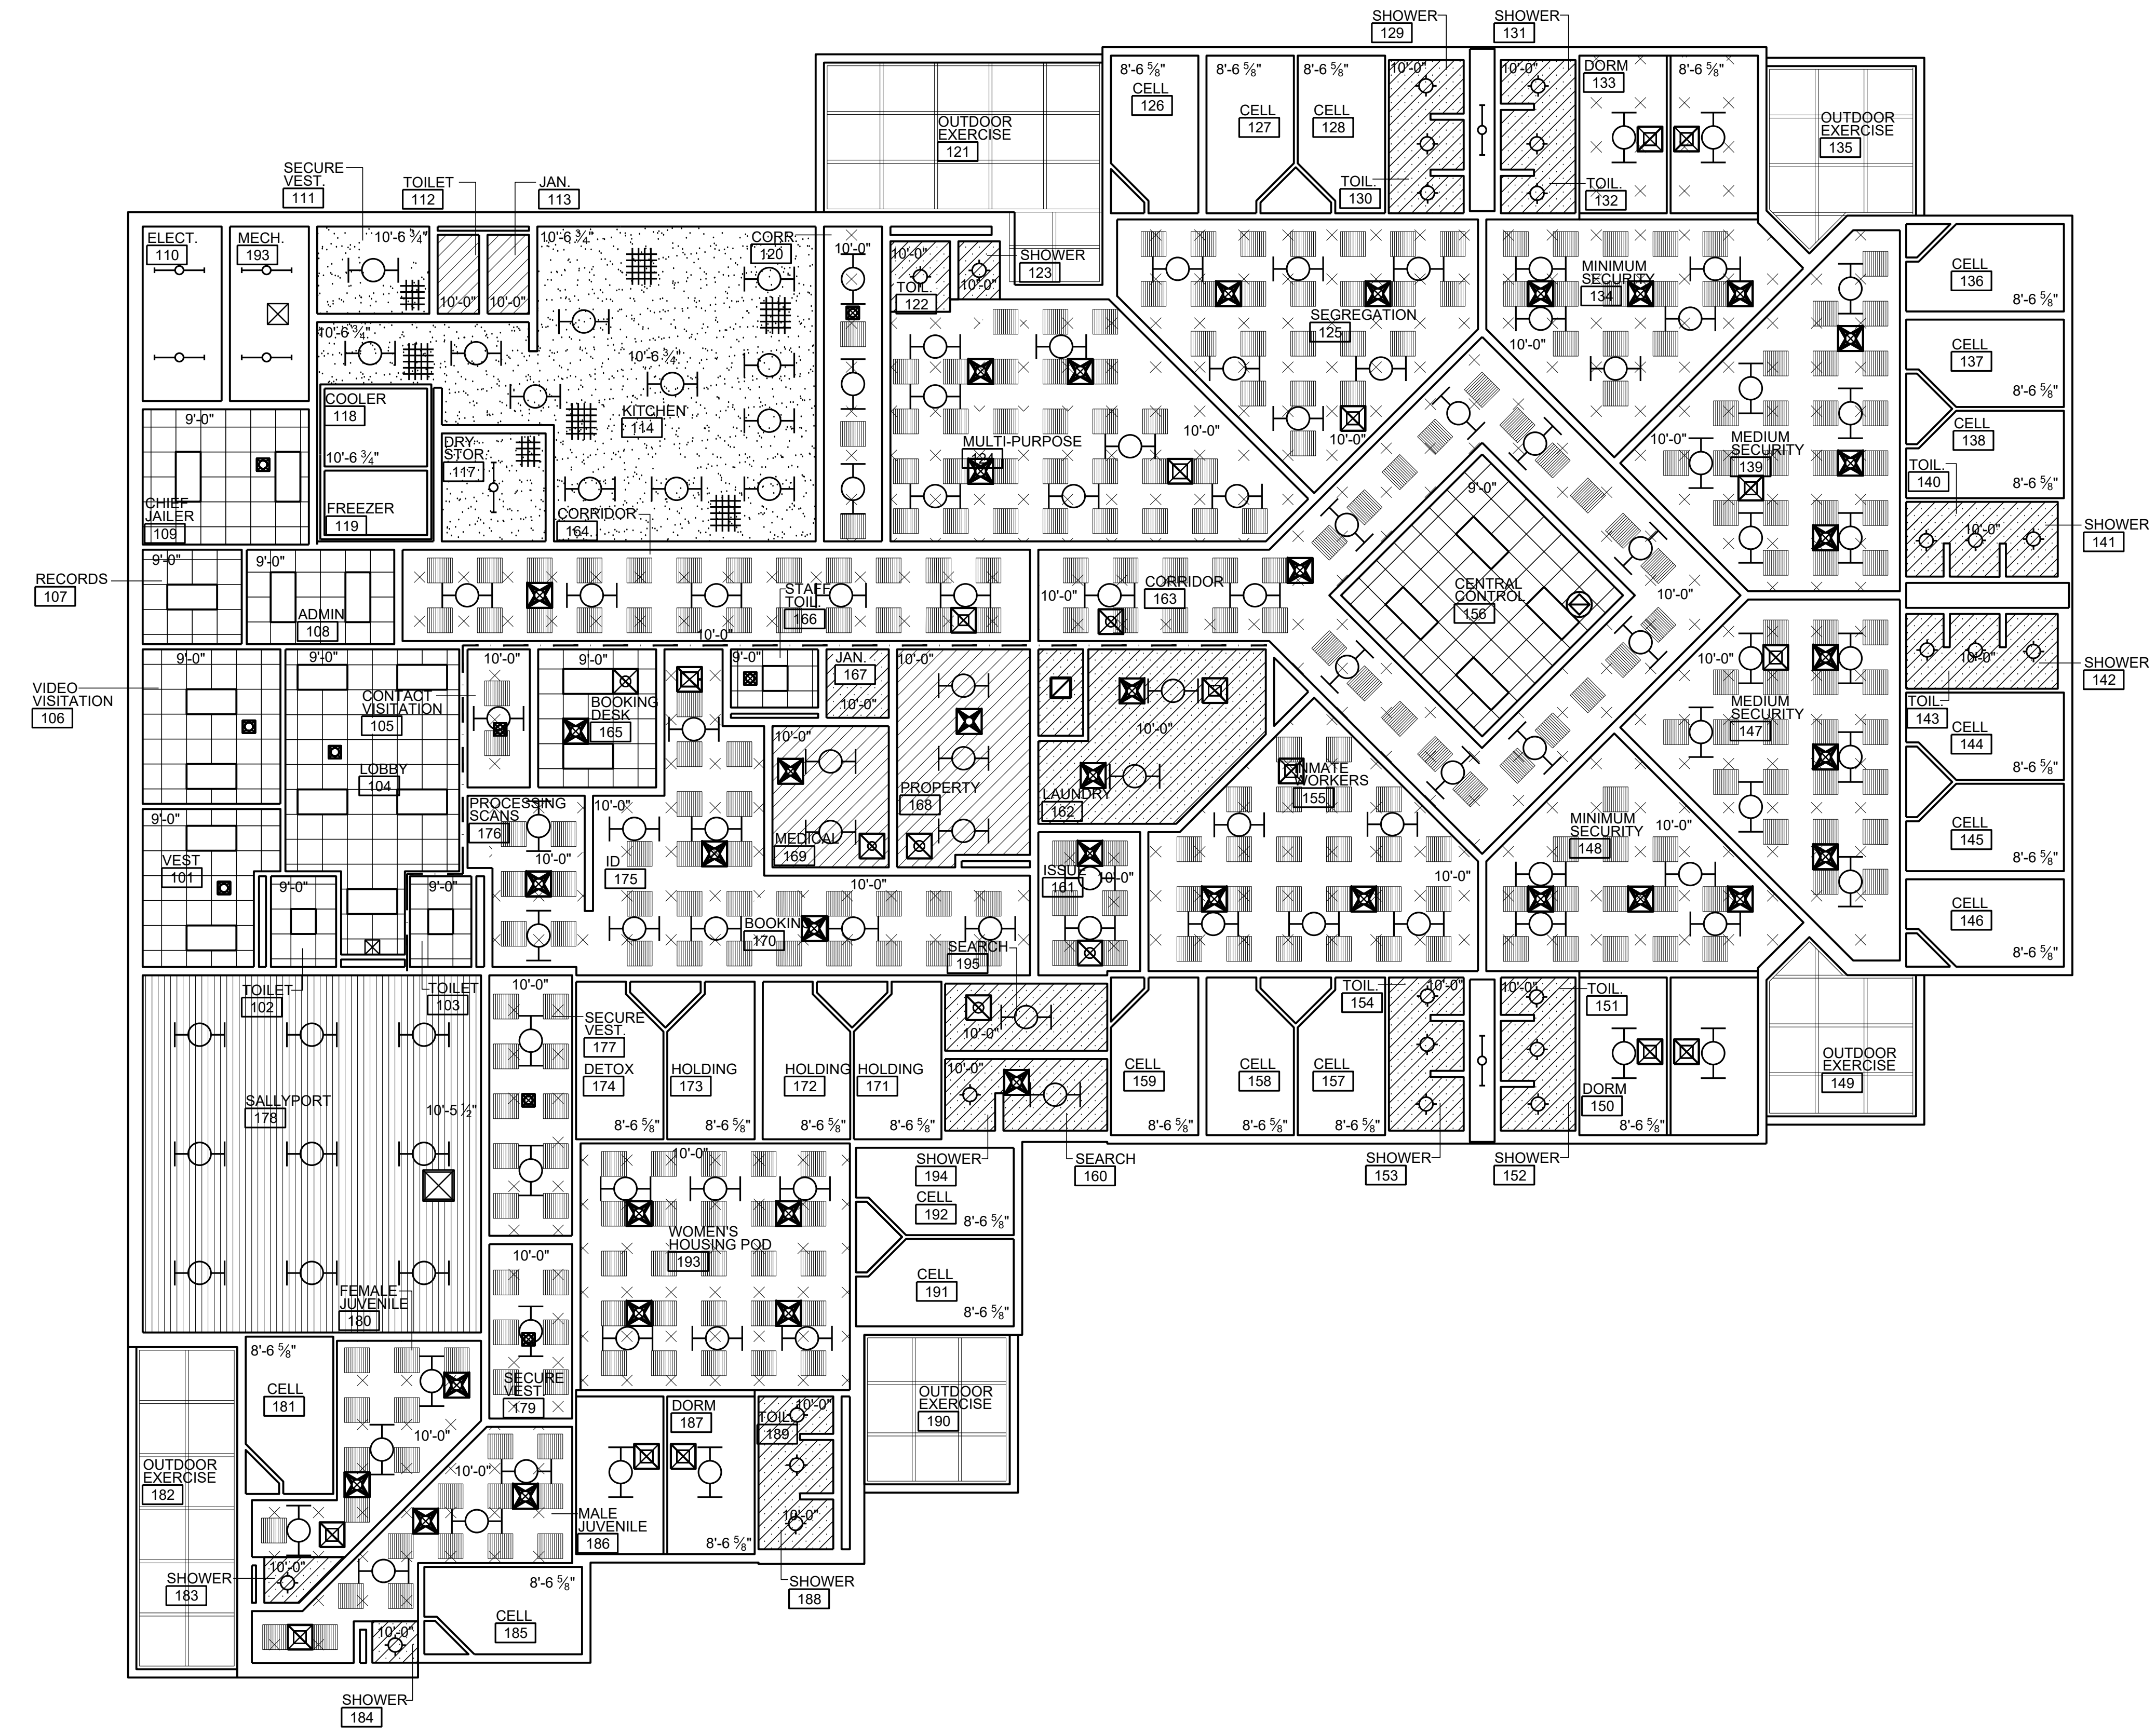 SHOWER
129
SHOWER
131
8'-6 5/8"
CELL
126
8'-6 5/8"
CELL
127
8'-6 5/8"
CELL
128
10'-0"
TOIL.
130
10'-0"
TOIL.
132
DORM
133
8'-6 5/8"
OUTDOOR
EXERCISE
121
OUTDOOR
EXERCISE
135
SECURE
VEST.
111
TOILET
112
JAN.
113
ELECT.
110
MECH.
193
10'-6 3/4"
10'-0"
10'-0"
10'-6 3/4"
CORR.
120
10'-0"
10'-0"
TOIL.
122
10'-0"
SHOWER
123
SEGREGATION
125
10'-0"
MINIMUM
SECURITY
134
10'-0"
CELL
136
8'-6 5/8"
CELL
137
8'-6 5/8"
CELL
138
8'-6 5/8"
10'-6 3/4"
10'-6 3/4"
KITCHEN
114
COOLER
118
10'-6 3/4"
FREEZER
119
DRY
STOR.
117
9'-0"
CHIEF
JAILER
109
MULTI-PURPOSE
124
10'-0"
10'-0"
MEDIUM
SECURITY
139
TOIL.
140
10'-0"
SHOWER
141
CORRIDOR
164
9'-0"
RECORDS
107
9'-0"
ADMIN
108
STAFF
TOIL.
166
10'-0"
10'-0"
CORRIDOR
163
9'-0"
CENTRAL
CONTROL
156
10'-0"
10'-0"
SHOWER
142
TOIL.
143
9'-0"
VIDEO
VISITATION
106
9'-0"
CONTACT
VISITATION
105
LOBBY
104
10'-0"
9'-0"
BOOKING
DESK
165
9'-0"
JAN.
167
10'-0"
10'-0"
PROPERTY
168
10'-0"
MEDICAL
169
10'-0"
LAUNDRY
162
INMATE
WORKERS
155
10'-0"
10'-0"
MEDIUM
SECURITY
147
CELL
144
8'-6 5/8"
CELL
145
8'-6 5/8"
CELL
146
8'-6 5/8"
MINIMUM
SECURITY
148
10'-0"
9'-0"
VEST
101
9'-0"
9'-0"
PROCESSING
SCANS
176
10'-0"
10'-0"
ID
175
10'-0"
BOOKING
170
ISSUE
161
10'-0"
SEARCH
195
TOILET
102
TOILET
103
10'-0"
SECURE
VEST.
177
DETOX
174
8'-6 5/8"
HOLDING
173
8'-6 5/8"
HOLDING
172
8'-6 5/8"
HOLDING
171
8'-6 5/8"
10'-0"
10'-0"
CELL
159
8'-6 5/8"
CELL
158
8'-6 5/8"
CELL
157
8'-6 5/8"
TOIL.
154
10'-0"
10'-0"
TOIL.
151
DORM
150
8'-6 5/8"
OUTDOOR
EXERCISE
149
SALLYPORT
178
10'-5 1/2"
SHOWER
194
SEARCH
160
SHOWER
153
SHOWER
152
10'-0"
WOMEN'S
HOUSING POD
193
CELL
192
8'-6 5/8"
CELL
191
8'-6 5/8"
10'-0"
SECURE
VEST.
179
FEMALE
JUVENILE
180
8'-6 5/8"
CELL
181
10'-0"
OUTDOOR
EXERCISE
182
10'-0"
MALE
JUVENILE
186
DORM
187
8'-6 5/8"
10'-0"
TOIL.
189
10'-0"
OUTDOOR
EXERCISE
190
10'-0"
SHOWER
183
8'-6 5/8"
CELL
185
SHOWER
188
10'-0"
SHOWER
184